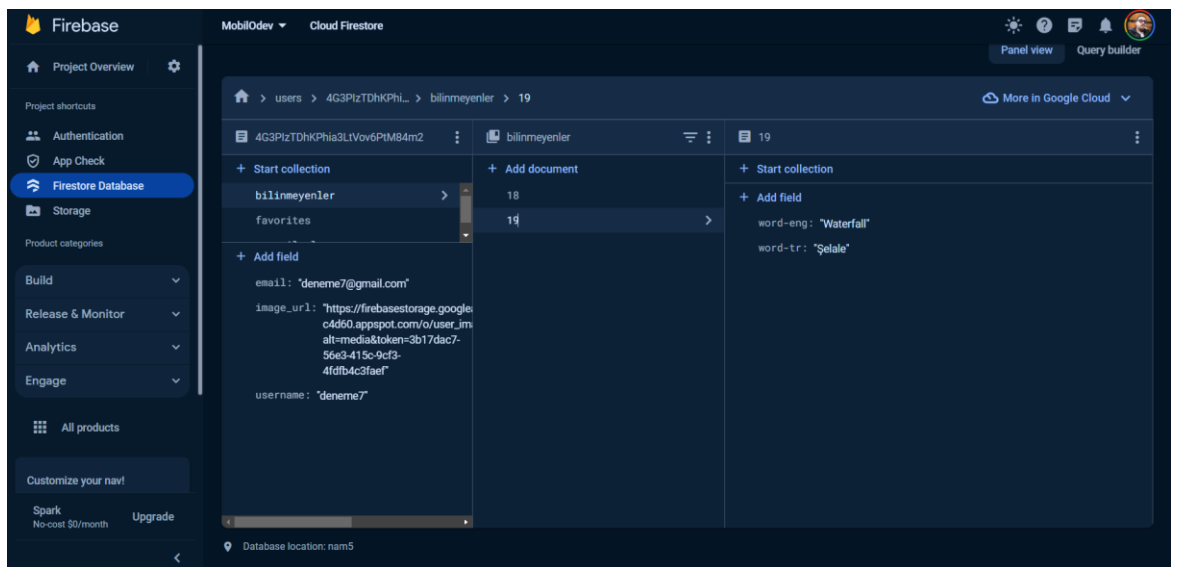 Firebase
MobilOdev
Cloud Firestore
Panel view
Query builder
Project Overview
Project shortcuts
Authentication
App Check
Firestore Database
Storage
Product categories
Build
Release & Monitor
Analytics
Engage
All products
Customize your nav!
Spark
No-cost $0/month
Upgrade
> users > 4G3PIzTDhKPhi... > bilinmeyenler > 19
More in Google Cloud
4G3PIzTDhKPhia3LtVov6PtM84m2
+ Start collection
bilinmeyenler
favorites
+ Add field
email: "deneme7@gmail.com"
image_url: "https://firebasestorage.google
c4d60.appspot.com/o/user_im
alt=media&token=3b17dac7-
56e3-415c-9cf3-
4fdfb4c3faef"
username: "deneme7"
bilinmeyenler
+ Add document
18
19
19
+ Start collection
+ Add field
word-eng: "Waterfall"
word-tr: "Şelale"
Database location: nam5